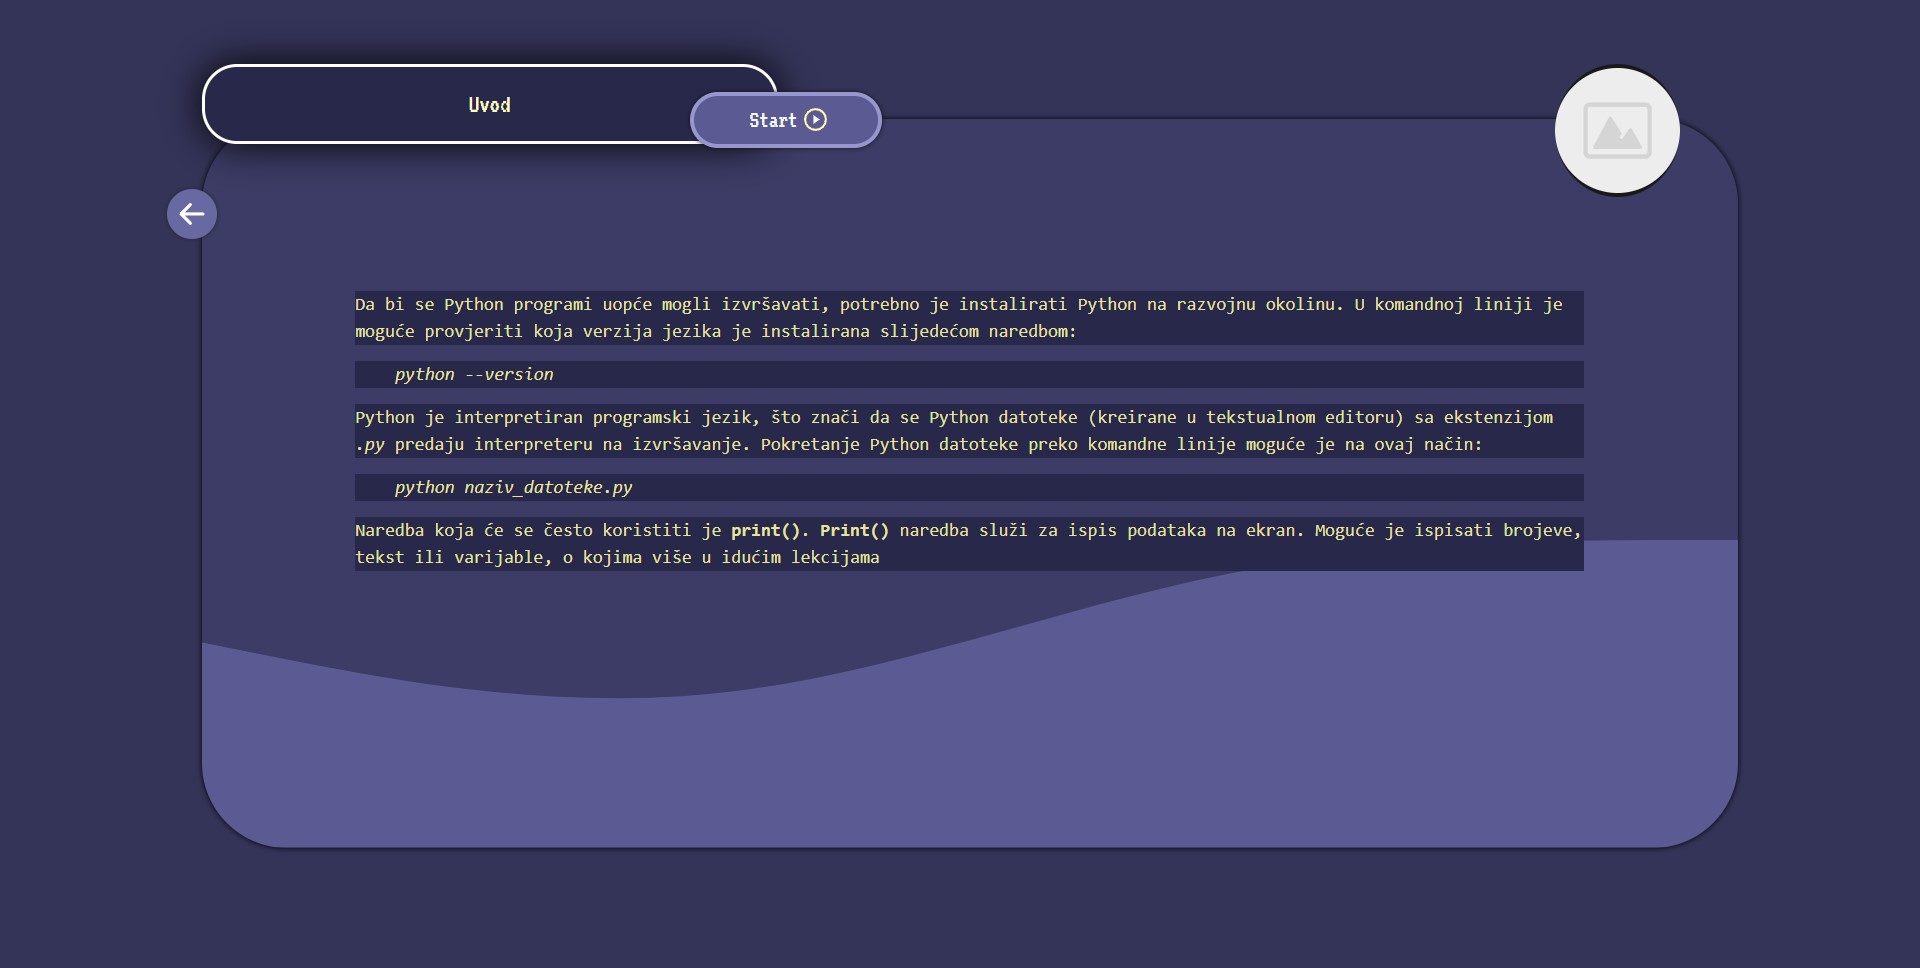 Uvod
Start
Da bi se Python programi uopće mogli izvršavati, potrebno je instalirati Python na razvojnu okolinu. U komandnoj liniji je
moguće provjeriti koja verzija jezika je instalirana slijedećom naredbom:
python --version
Python je interpretiran programski jezik, što znači da se Python datoteke (kreirane u tekstualnom editoru) sa ekstenzijom
.py predaju interpreteru na izvršavanje. Pokretanje Python datoteke preko komandne linije moguće je na ovaj način:
python naziv_datoteke.py
Naredba koja će se često koristiti je print(). Print() naredba služi za ispis podataka na ekran. Moguće je ispisati brojeve,
tekst ili varijable, o kojima više u idućim lekcijama